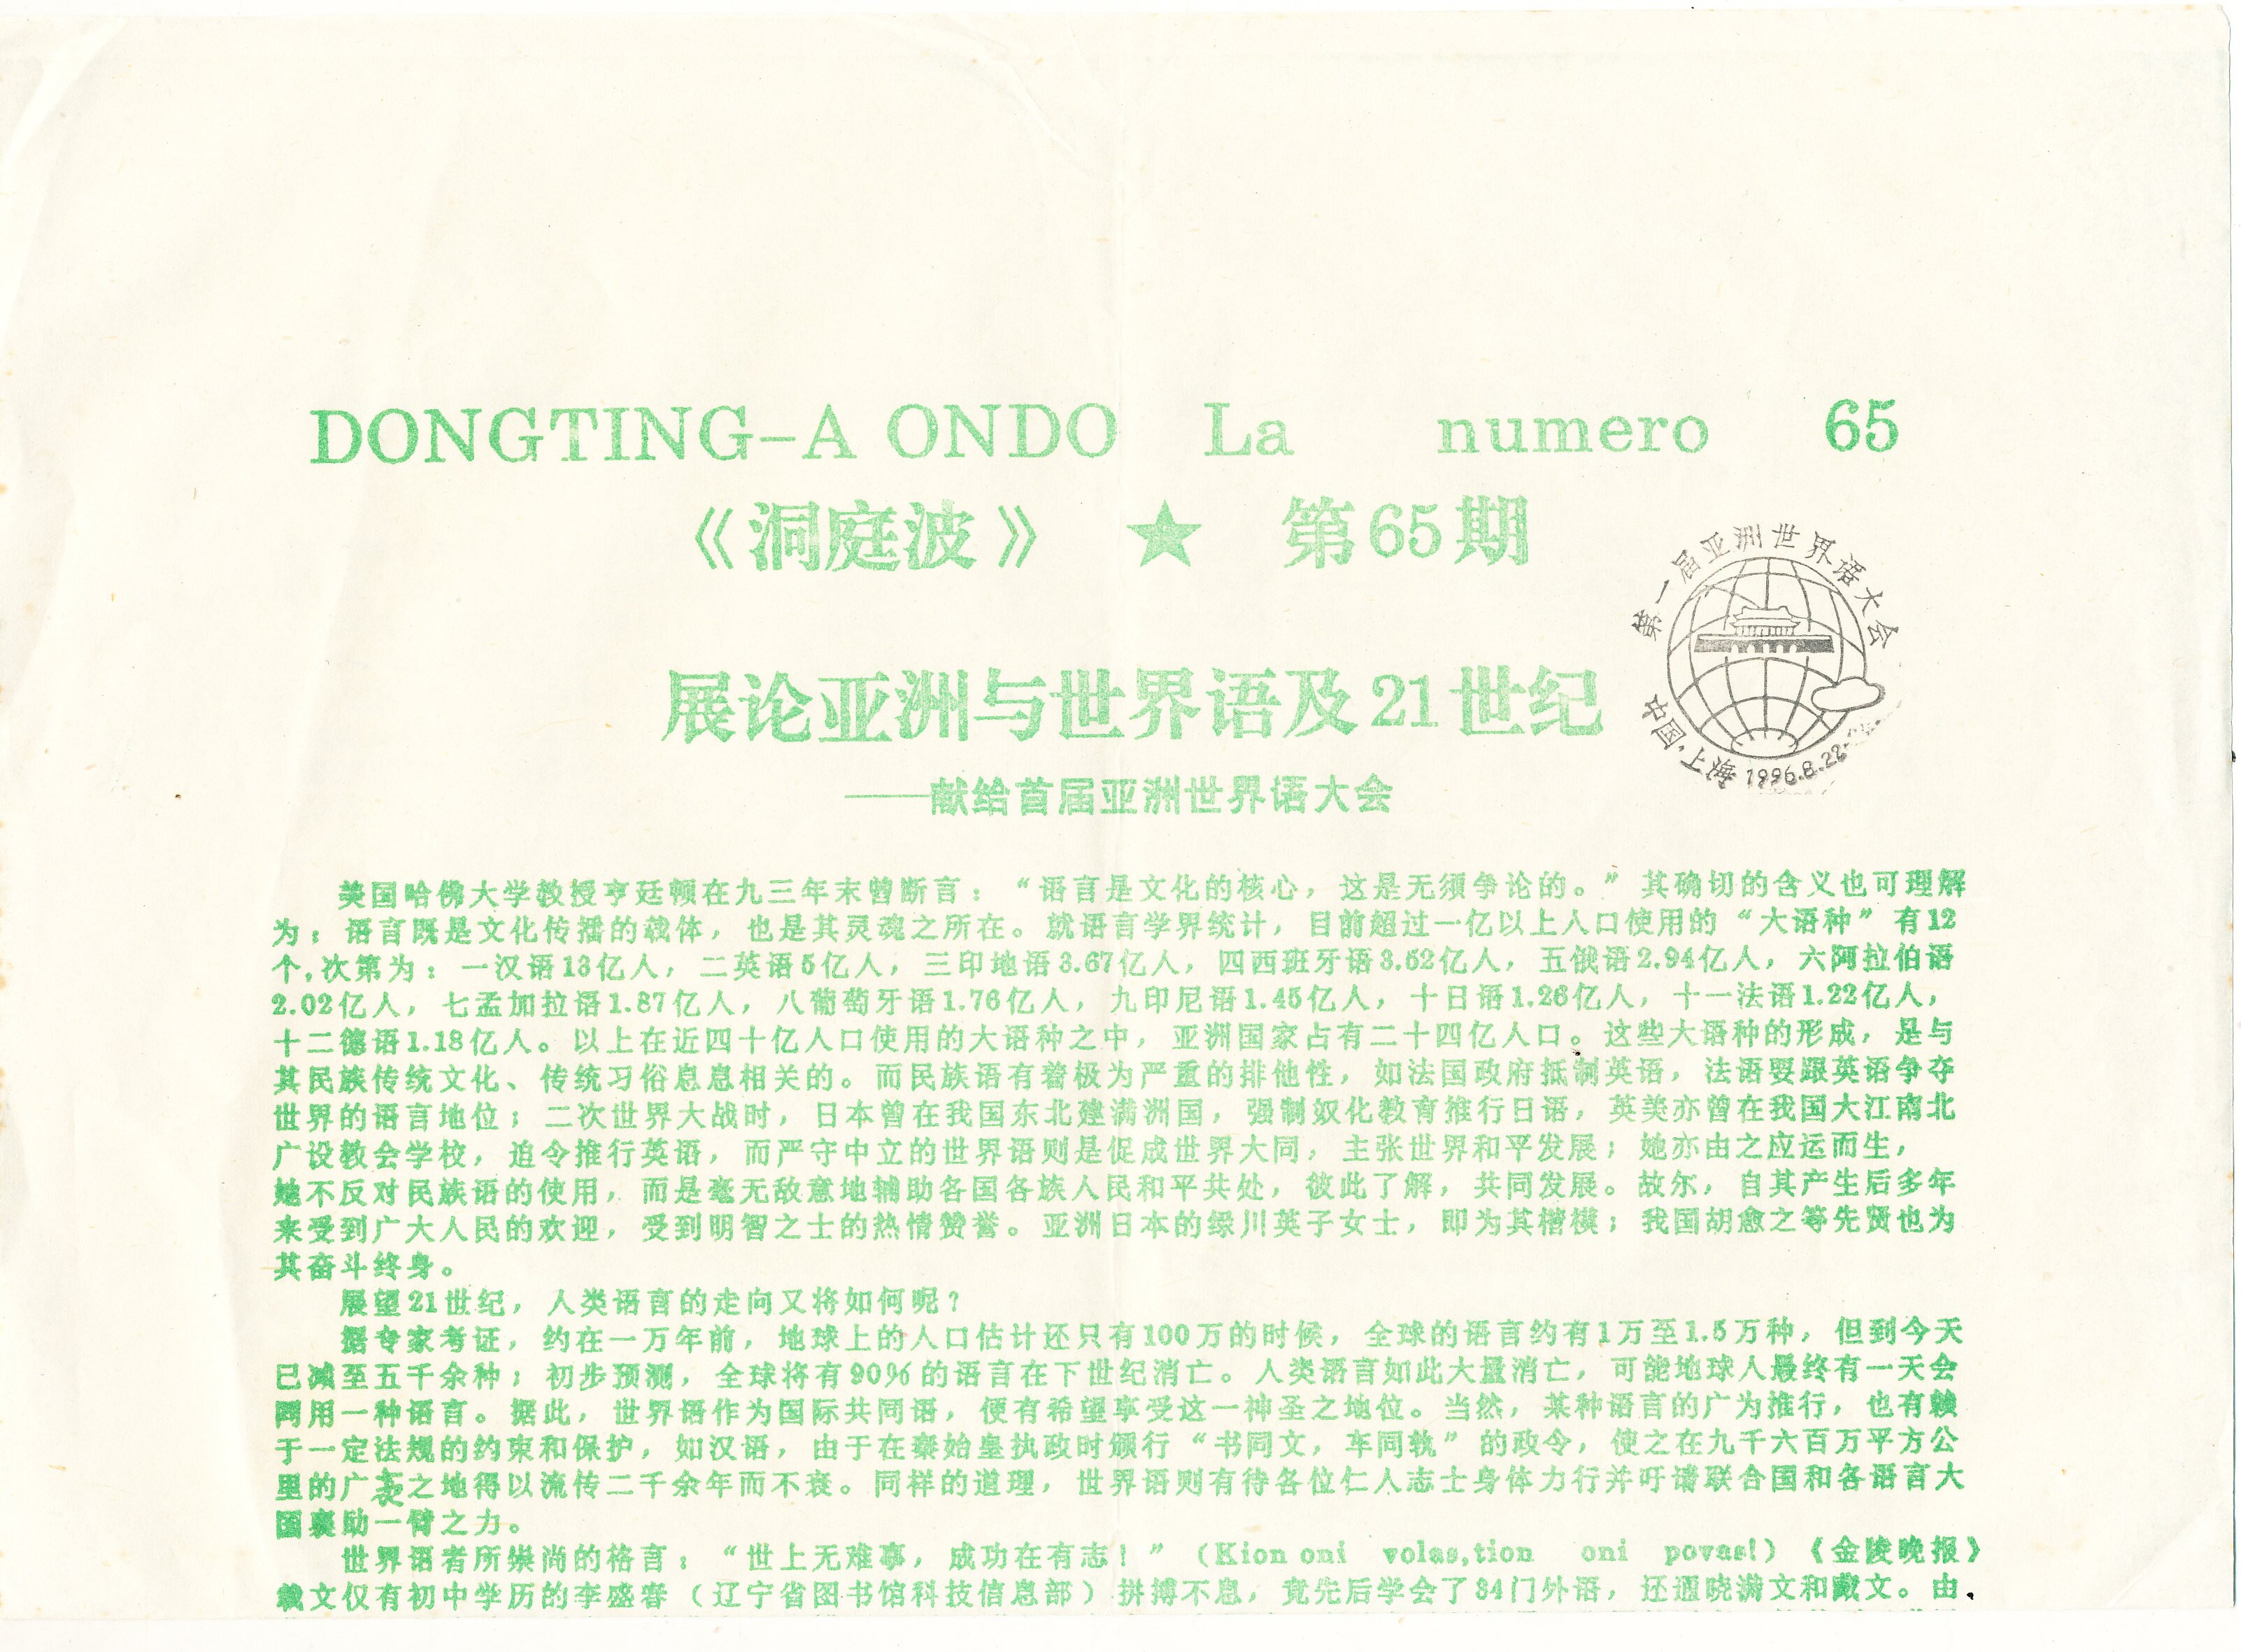 DONGTING-A ONDO La numero 65
《洞庭波》 ★ 第65期
第一届亚洲世界语大会
中国·上海 1996.8.22
展论亚洲与世界语及21世纪
——献给首届亚洲世界语大会
美国哈佛大学教授亨廷顿在九三年末曾断言：“语言是文化的核心，这是无须争论的。”其确切的含义也可理解
为：语言既是文化传播的载体，也是其灵魂之所在。就语言学界统计，目前超过一亿以上人口使用的“大语种”有12
个，次第为：一汉语13亿人，二英语5亿人，三印地语3.67亿人，四西班牙语3.52亿人，五俄语2.94亿人，六阿拉伯语
2.02亿人，七孟加拉语1.87亿人，八葡萄牙语1.76亿人，九印尼语1.45亿人，十日语1.26亿人，十一法语1.22亿人，
十二德语1.18亿人。以上在近四十亿人口使用的大语种之中，亚洲国家占有二十四亿人口。这些大语种的形成，是与
其民族传统文化、传统习俗息息相关的。而民族语有着极为严重的排他性，如法国政府抵制英语，法语要跟英语争夺
世界的语言地位；二次世界大战时，日本曾在我国东北建满洲国，强制奴化教育推行日语，英美亦曾在我国大江南北
广设教会学校，迫令推行英语，而严守中立的世界语则是促成世界大同，主张世界和平发展；她亦由之应运而生，
她不反对民族语的使用，而是毫无敌意地辅助各国各族人民和平共处，彼此了解，共同发展。故尔，自其产生后多年
来受到广大人民的欢迎，受到明智之士的热情赞誉。亚洲日本的绿川英子女士，即为其楷模；我国胡愈之等先贤也为
其奋斗终身。
展望21世纪，人类语言的走向又将如何呢？
据专家考证，约在一万年前，地球上的人口估计还只有100万的时候，全球的语言约有1万至1.5万种，但到今天
已减至五千余种；初步预测，全球将有90%的语言在下世纪消亡。人类语言如此大量消亡，可能地球人最终有一天会
同用一种语言。据此，世界语作为国际共同语，便有希望享受这一神圣之地位。当然，某种语言的广为推行，也有赖
于一定法规的约束和保护，如汉语，由于在秦始皇执政时颁行“书同文，车同轨”的政令，使之在九千六百万平方公
里的广袤之地得以流传二千余年而不衰。同样的道理，世界语则有待各位仁人志士身体力行并吁请联合国和各语言大
国襄助一臂之力。
世界语者所崇尚的格言：“世上无难事，成功在有志！”（Kion oni volas,tion oni povas!）《金陵晚报》
载文仅有初中学历的李盛春（辽宁省图书馆科技信息部）拼搏不息，竟先后学会了34门外语，还通晓满文和藏文。由